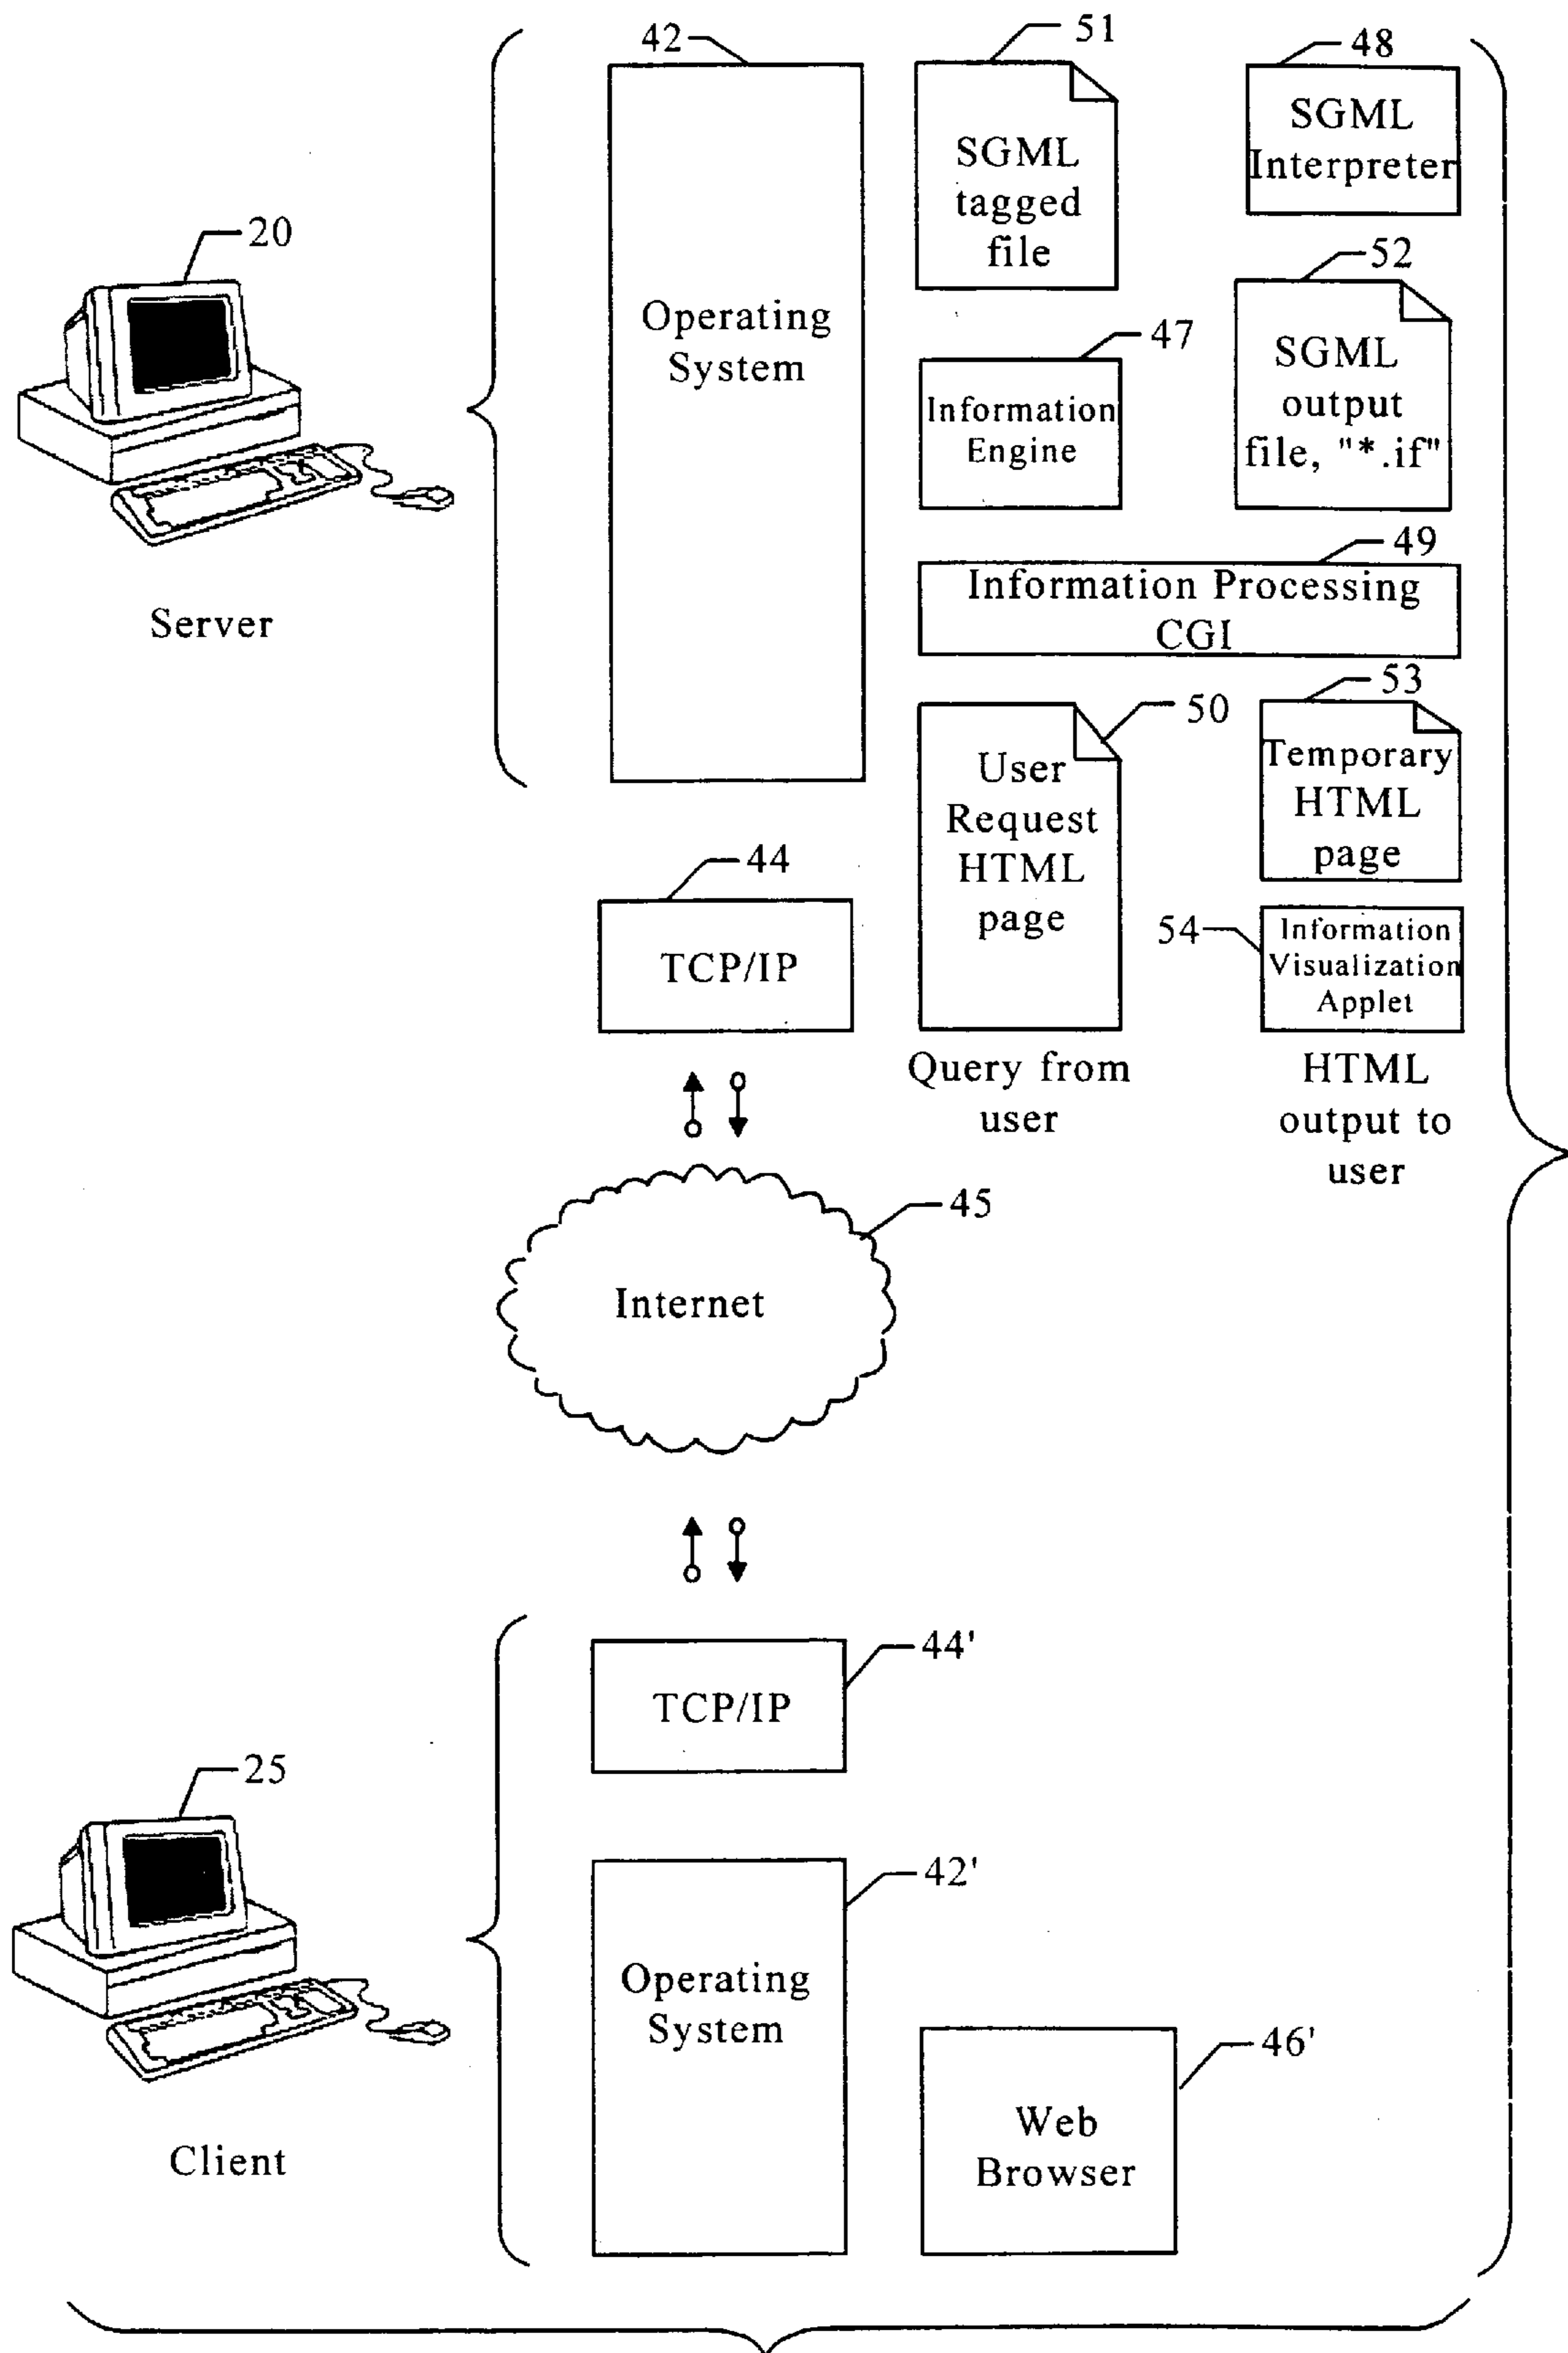 42
51
48
SGML
Interpreter
SGML
tagged
file
20
52
Operating
System
47
SGML
output
file, "*.if"
Information
Engine
49
Information Processing
CGI
Server
53
50
User
Request
HTML
page
Temporary
HTML
page
44
TCP/IP
54
Information
Visualization
Applet
Query from
user
HTML
output to
user
45
Internet
44'
TCP/IP
25
42'
Operating
System
46'
Web
Browser
Client